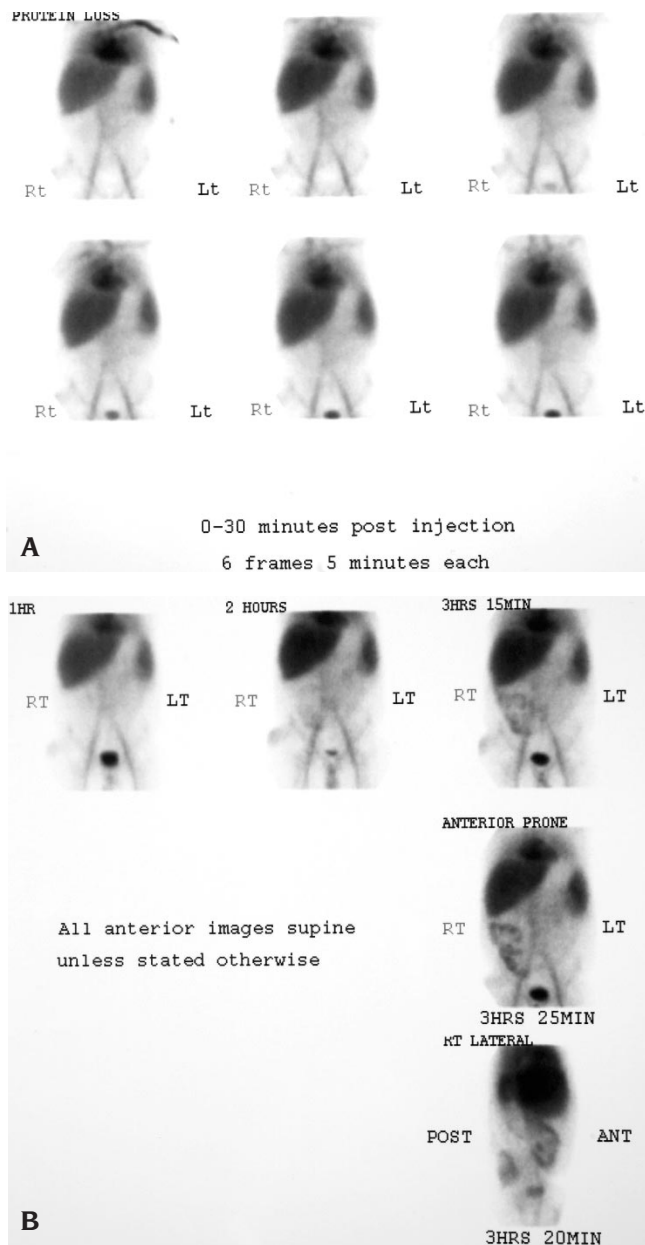 PROTEIN LOSS
Rt Lt Rt Lt Rt Lt
Rt Lt Rt Lt Rt Lt
0-30 minutes post injection
A
6 frames 5 minutes each
1HR 2 HOURS 3HRS 15MIN
RT LT RT LT RT LT
ANTERIOR PRONE
All anterior images supine
RT LT
unless stated otherwise
3HRS 25MIN
RT LATERAL
POST ANT
B
3HRS 20MIN